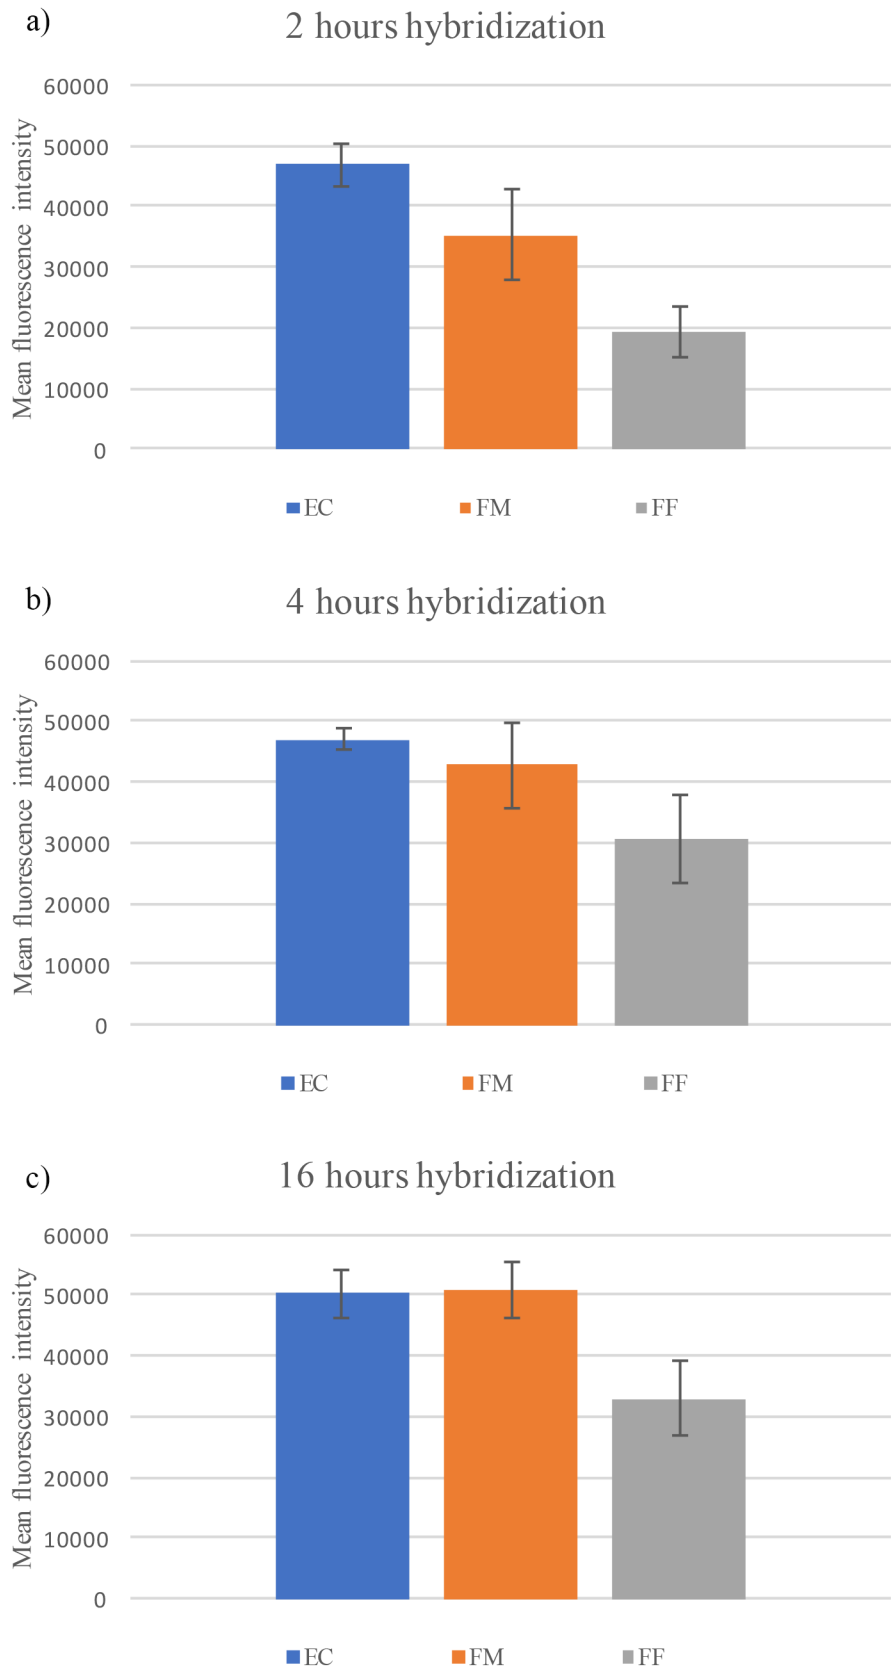 a)
2 hours hybridization
60000
50000
40000
30000
20000
10000
0
Mean fluorescence intensity
EC FM FF
b)
4 hours hybridization
60000
50000
40000
30000
20000
10000
0
Mean fluorescence intensity
EC FM FF
c)
16 hours hybridization
60000
50000
40000
30000
20000
10000
0
Mean fluorescence intensity
EC FM FF